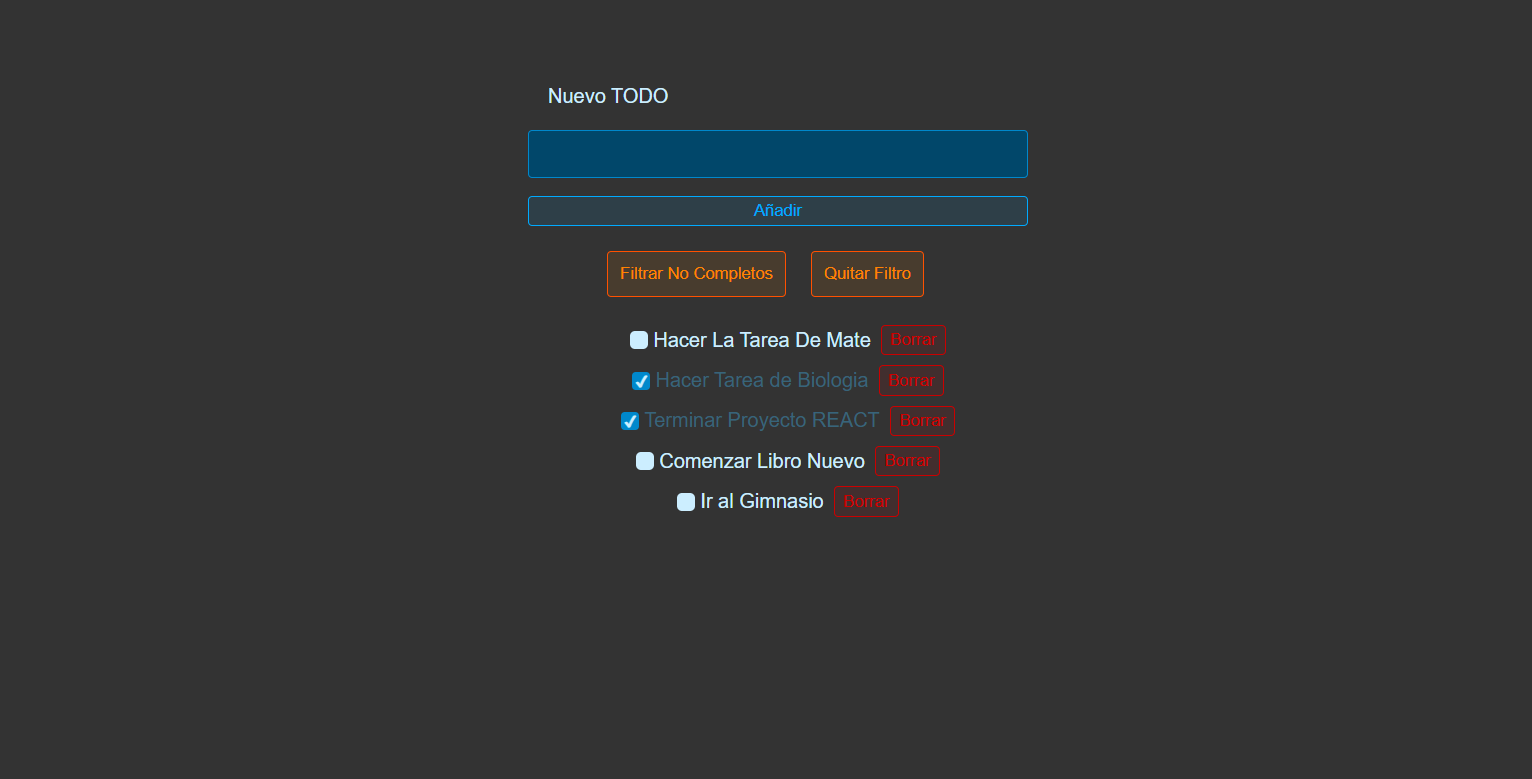 Nuevo TODO
Añadir
Filtrar No Completos Quitar Filtro
Hacer La Tarea De Mate Borrar
Hacer Tarea de Biologia Borrar
Terminar Proyecto REACT Borrar
Comenzar Libro Nuevo Borrar
Ir al Gimnasio Borrar